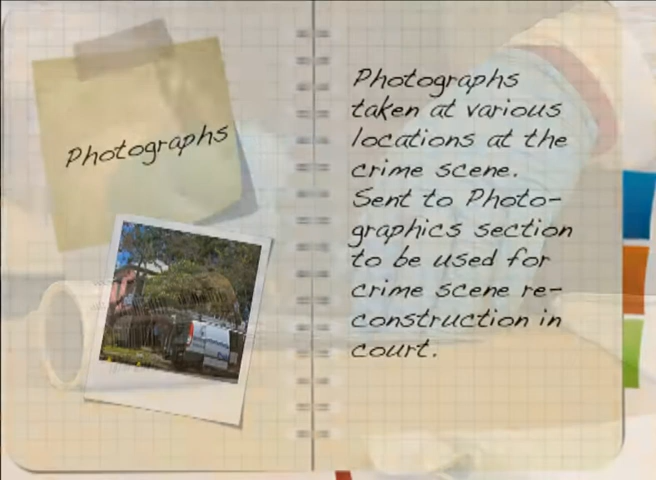 Photographs
Photographs
taken at various
locations at the
crime scene.
Sent to Photo-
graphics section
to be used for
crime scene re-
construction in
court.